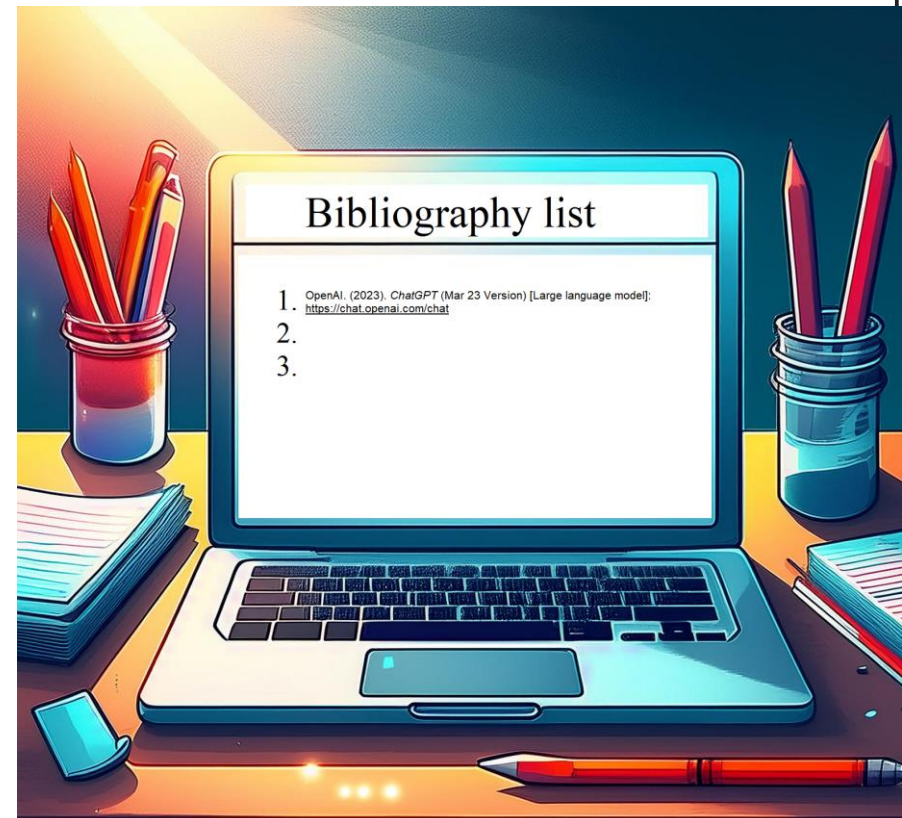 Bibliography list
1. OpenAI. (2023). ChatGPT (Mar 23 Version) [Large language model];
https://chat.openai.com/chat
2.
3.